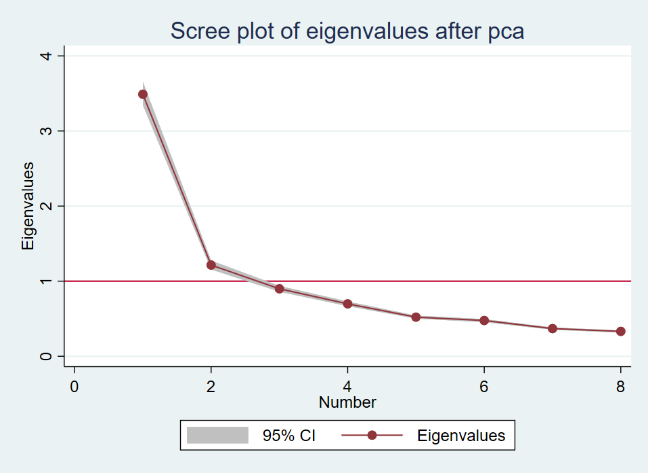 Scree plot of eigenvalues after pca
4
3
2
1
0
Eigenvalues
0 2 4 6 8
Number
95% CI Eigenvalues